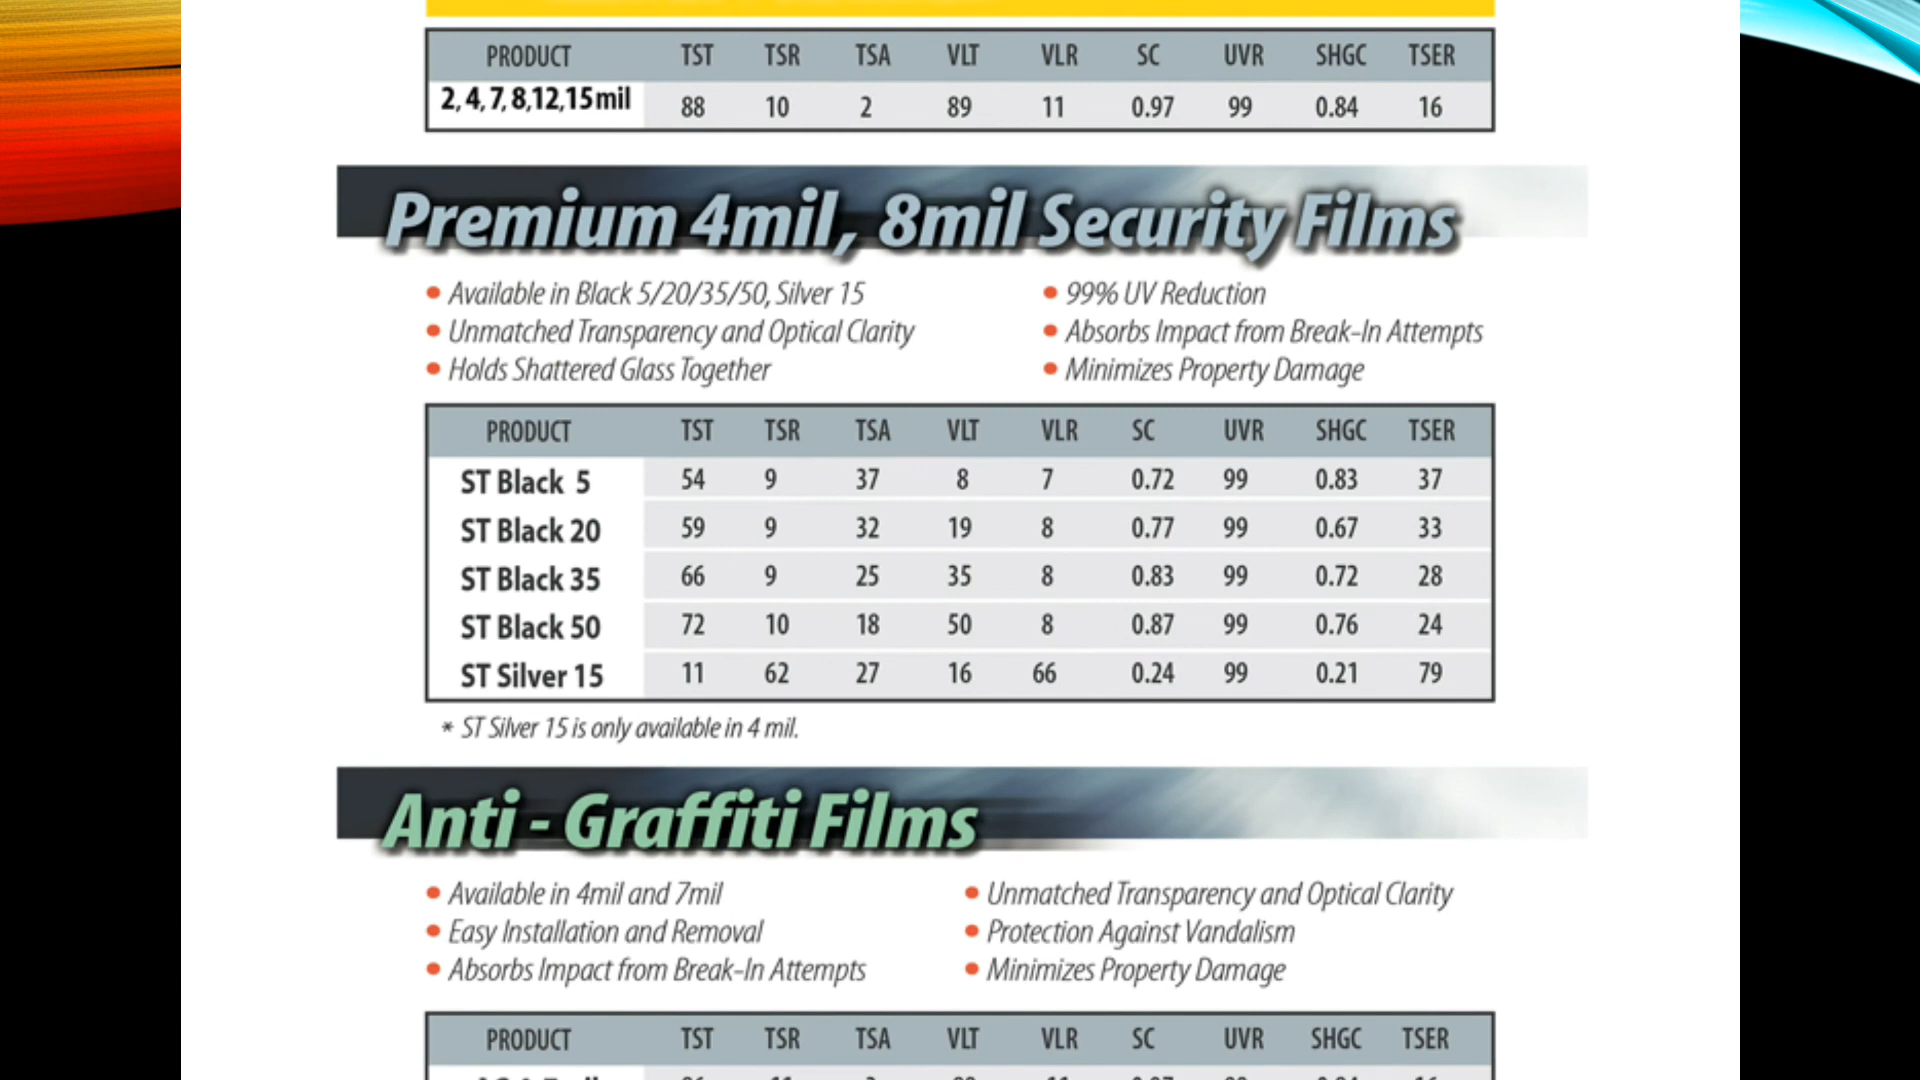 PRODUCT TST TSR TSA VLT VLR SC UVR SHGC TSER
2, 4, 7, 8,12,15 mil 88 10 2 89 11 0.97 99 0.84 16
Premium 4mil, 8mil Security Films
• Available in Black 5/20/35/50, Silver 15
• Unmatched Transparency and Optical Clarity
• Holds Shattered Glass Together
• 99% UV Reduction
• Absorbs Impact from Break-In Attempts
• Minimizes Property Damage
PRODUCT TST TSR TSA VLT VLR SC UVR SHGC TSER
ST Black 5 54 9 37 8 7 0.72 99 0.83 37
ST Black 20 59 9 32 19 8 0.77 99 0.67 33
ST Black 35 66 9 25 35 8 0.83 99 0.72 28
ST Black 50 72 10 18 50 8 0.87 99 0.76 24
ST Silver 15 11 62 27 16 66 0.24 99 0.21 79
* ST Silver 15 is only available in 4 mil.
Anti - Graffiti Films
• Available in 4mil and 7mil
• Easy Installation and Removal
• Absorbs Impact from Break-In Attempts
• Unmatched Transparency and Optical Clarity
• Protection Against Vandalism
• Minimizes Property Damage
PRODUCT TST TSR TSA VLT VLR SC UVR SHGC TSER